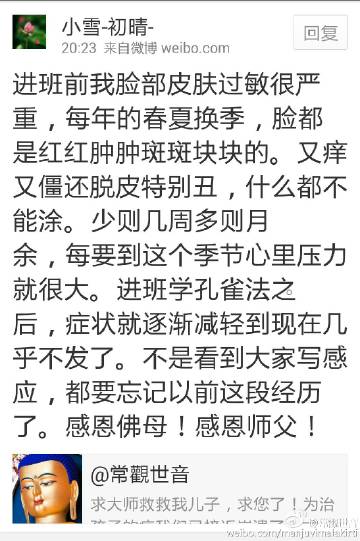 小雪-初晴-
20:23 来自微博 weibo.com
回复
进班前我脸部皮肤过敏很严
重，每年的春夏换季，脸都
是红红肿肿斑斑块块的。又痒
又僵还脱皮特别丑，什么都不
能涂。少则几周多则月
余，每要到这个季节心里压力
就很大。进班学孔雀法之
后，症状就逐渐减轻到现在几
乎不发了。不是看到大家写感
应，都要忘记以前这段经历
了。感恩佛母！感恩师父！
@常觀世音
求大师救救我儿子，求您了！为治
weibo.com/manjuvimalakirti